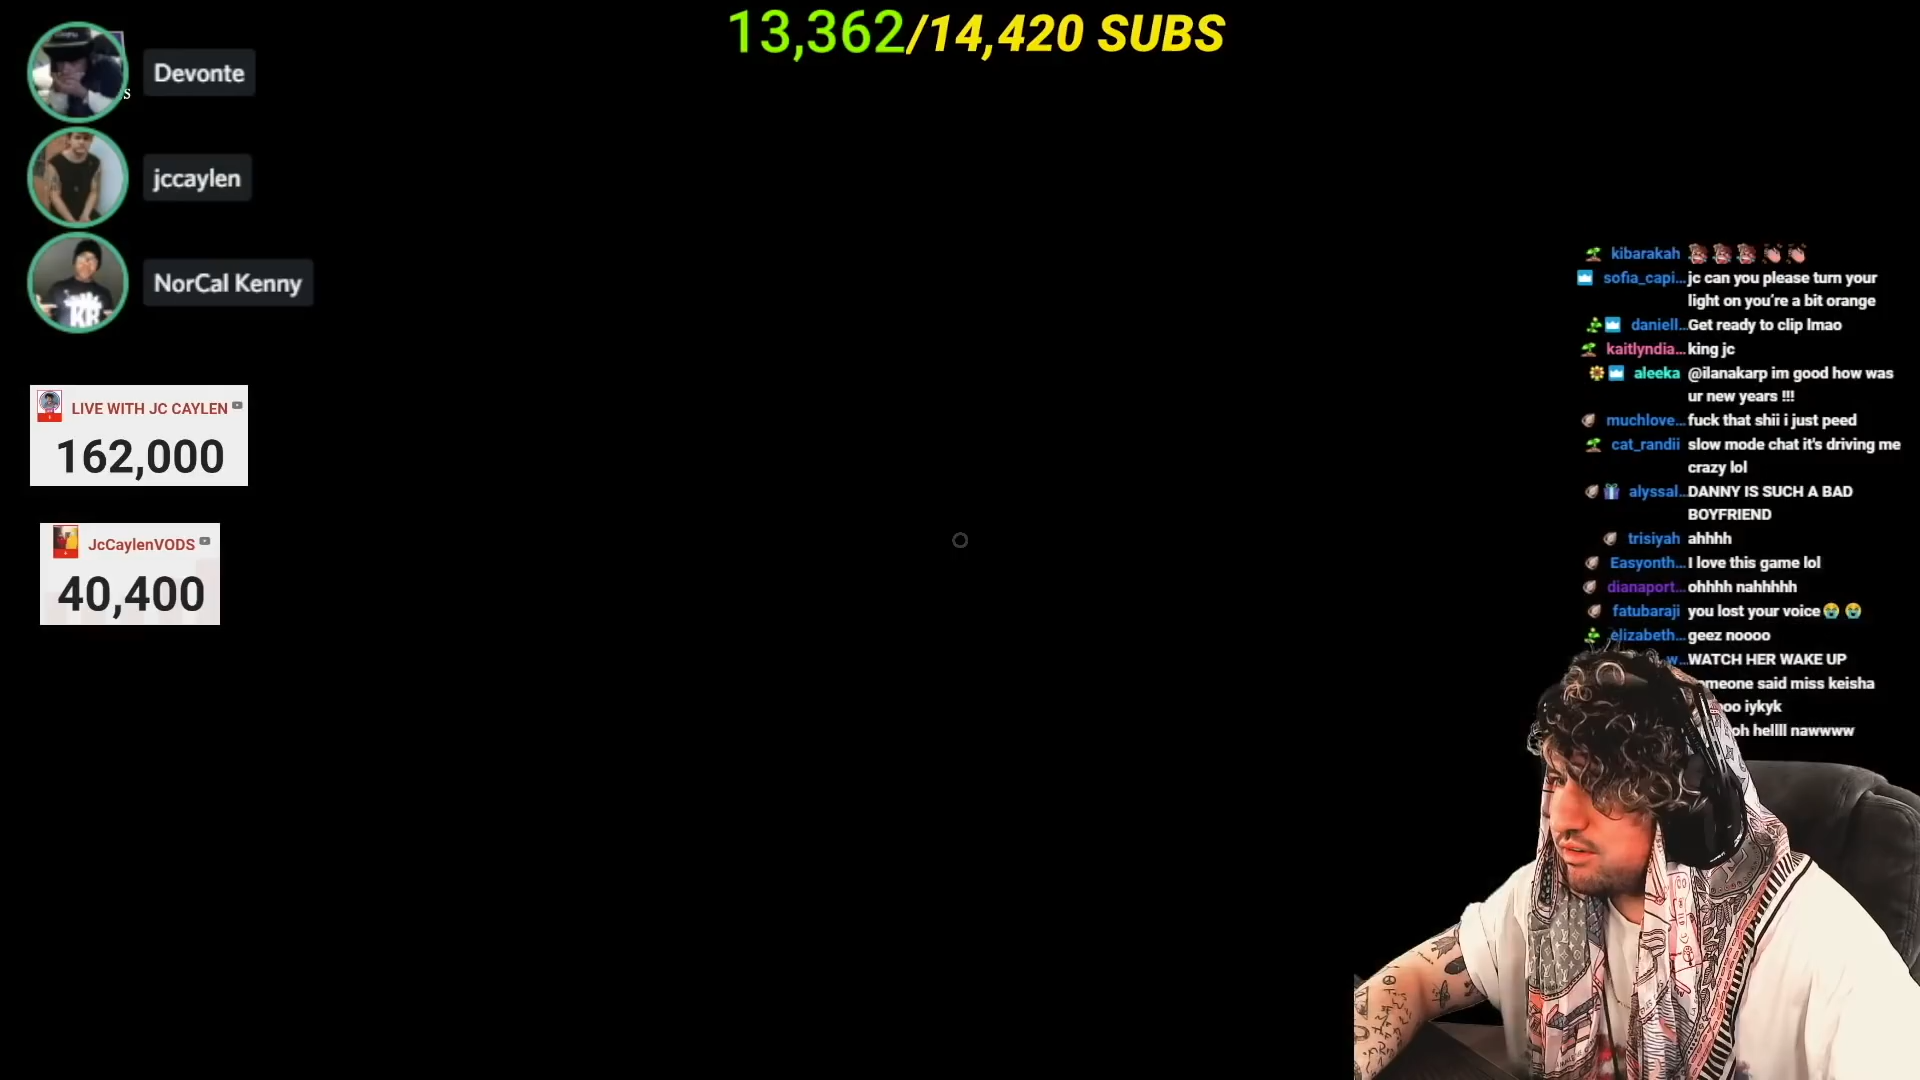 13,362/14,420 SUBS
Devonte
s
jccaylen
NorCal Kenny
LIVE WITH JC CAYLEN
162,000
JcCaylenVODS
40,400
kibarakah
sofia_capi... jc can you please turn your
light on you're a bit orange
daniell... Get ready to clip lmao
kaitlyndia... king jc
aleeka @ilanakarp im good how was
ur new years !!!
muchlove... fuck that shii i just peed
cat_randii slow mode chat it's driving me
crazy lol
alyssal... DANNY IS SUCH A BAD
BOYFRIEND
trisiyah ahhhh
Easyonth... I love this game lol
dianaport... ohhhh nahhhhh
fatubaraji you lost your voice😭 😭
elizabeth... geez noooo
w... WATCH HER WAKE UP
omeone said miss keisha
oo iykyk
oh hellll nawwww